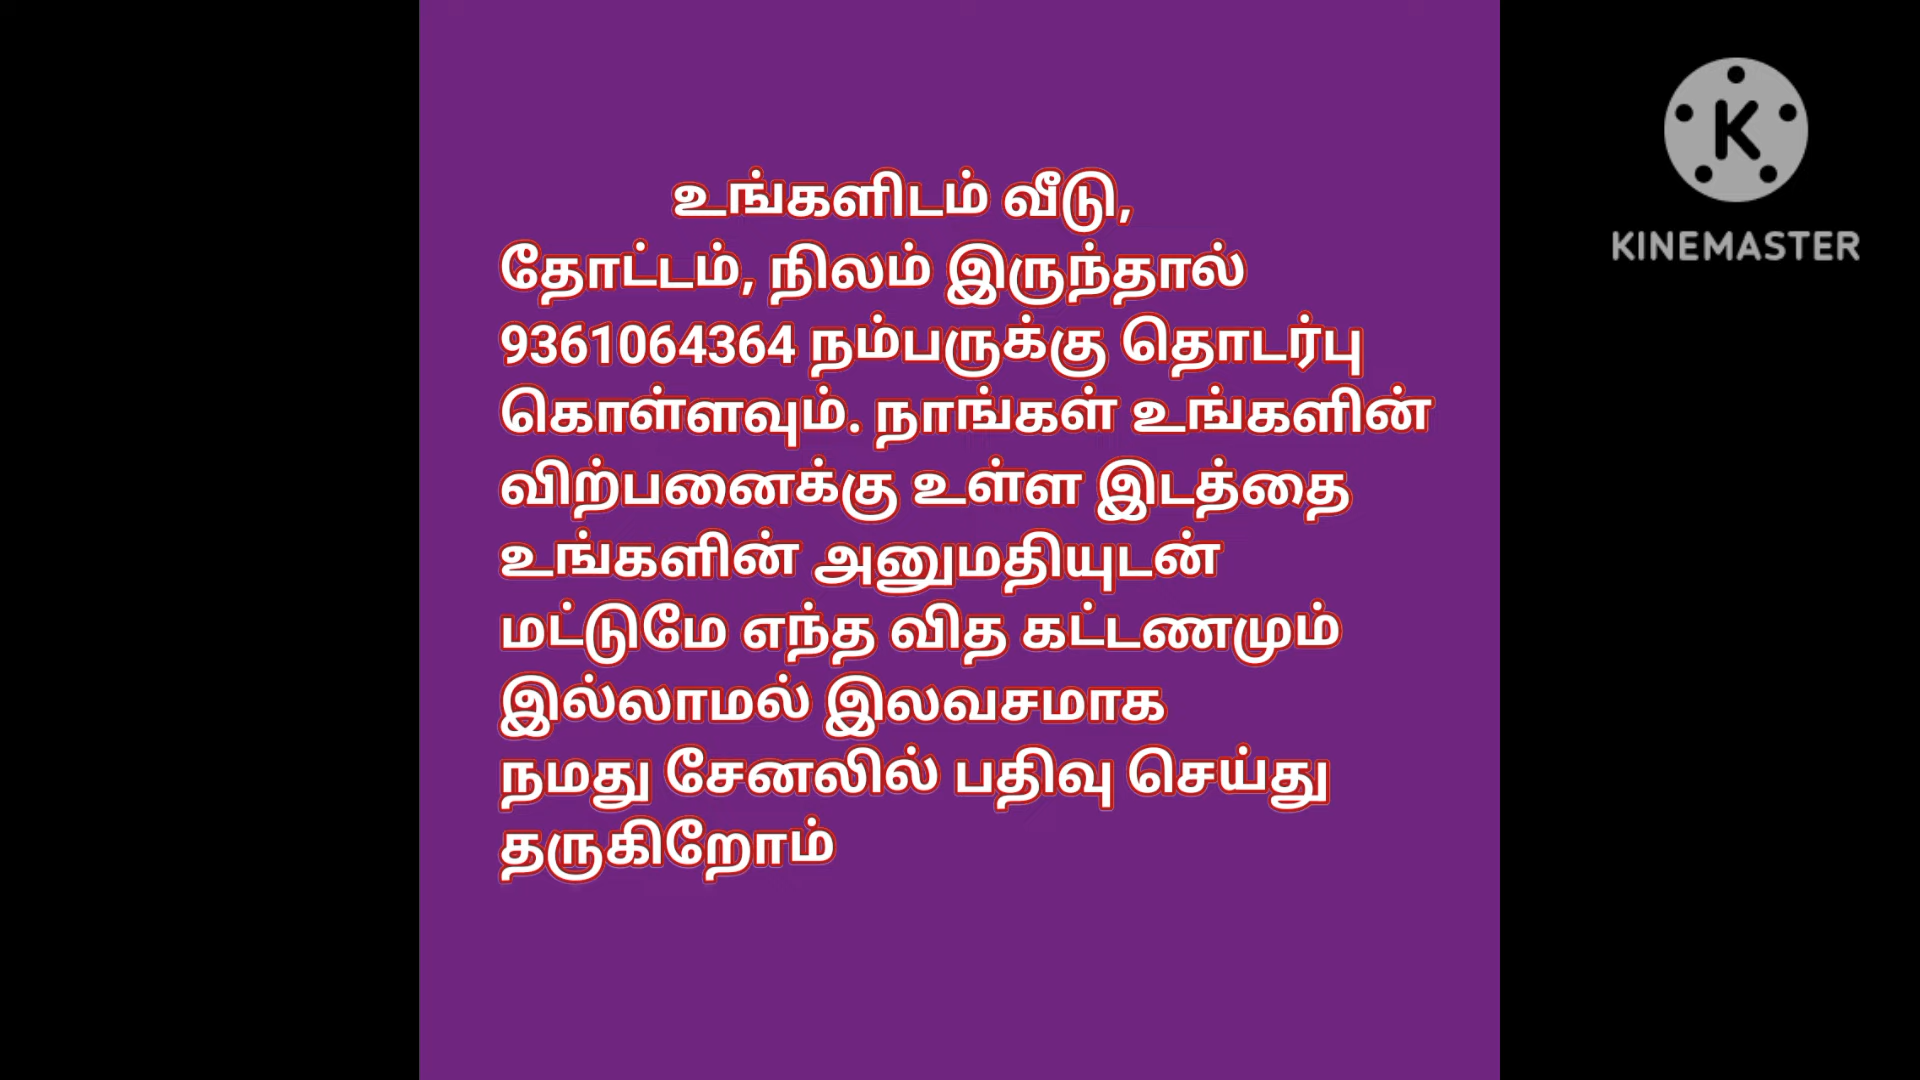 உங்களிடம் வீடு,
தோட்டம், நிலம் இருந்தால்
9361064364 நம்பருக்கு தொடர்பு
கொள்ளவும். நாங்கள் உங்களின்
விற்பனைக்கு உள்ள இடத்தை
உங்களின் அனுமதியுடன்
மட்டுமே எந்த வித கட்டணமும்
இல்லாமல் இலவசமாக
நமது சேனலில் பதிவு செய்து
தருகிறோம்
K
KINEMASTER